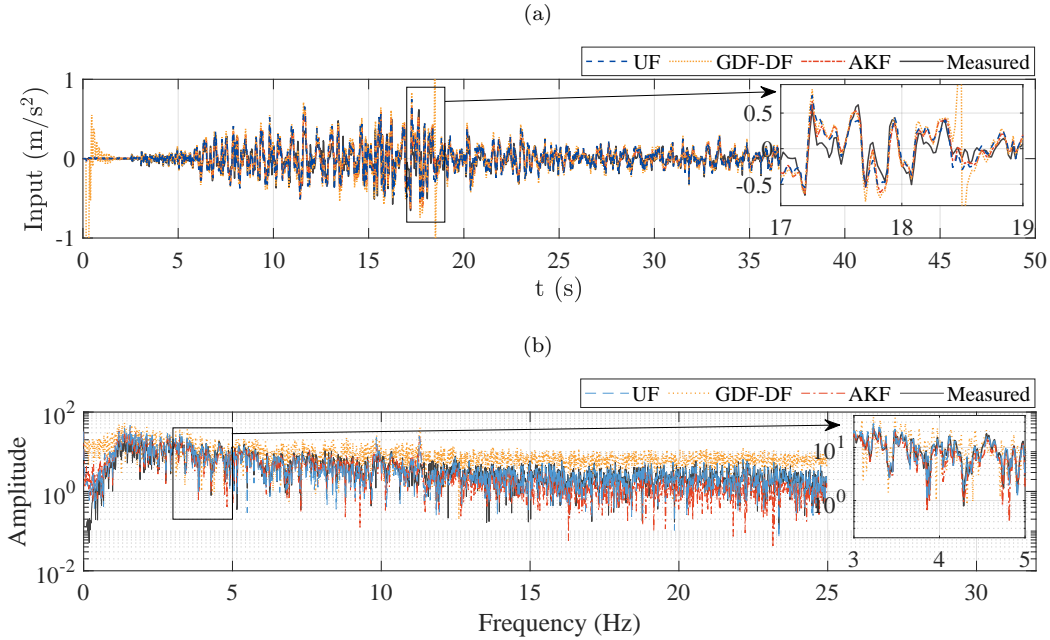 (a)
UF GDF-DF AKF Measured
Input (m/s²)
1
0
-1
0.5
0
-0.5
17 18 19
0 5 10 15 20 25 30 35 40 45 50
t (s)
(b)
UF GDF-DF AKF Measured
Amplitude
10²
10⁰
10⁻²
10¹
10⁰
3 4 5
0 5 10 15 20 25 30
Frequency (Hz)